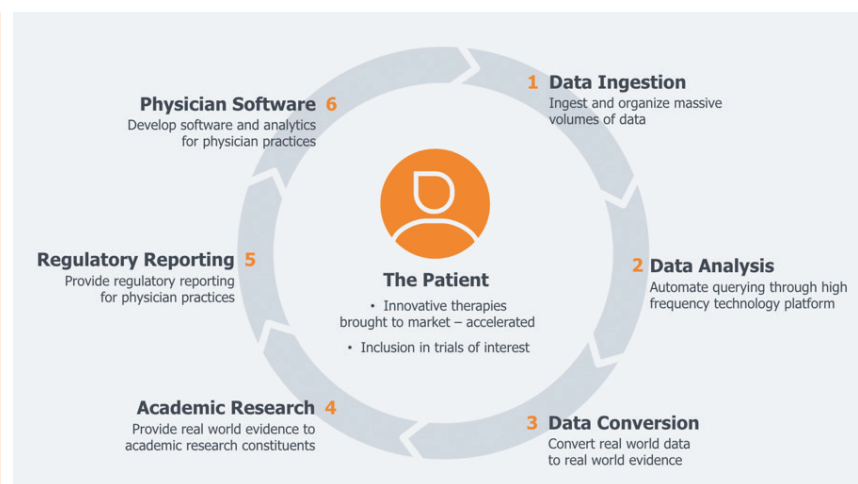 1 Data Ingestion
Ingest and organize massive
volumes of data
2 Data Analysis
Automate querying through high
frequency technology platform
3 Data Conversion
Convert real world data
to real world evidence
Academic Research 4
Provide real world evidence to
academic research constituents
Regulatory Reporting 5
Provide regulatory reporting
for physician practices
Physician Software 6
Develop software and analytics
for physician practices
The Patient
• Innovative therapies
brought to market – accelerated
• Inclusion in trials of interest